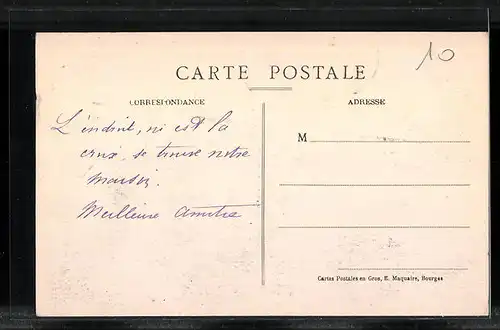 10
CARTE POSTALE
CORRESPONDANCE
ADRESSE
L'endroit, où est la
croix, se trouve notre
maison.
Meilleure amitié
M
Cartes Postales en Gros, E. Maquaire, Bourges